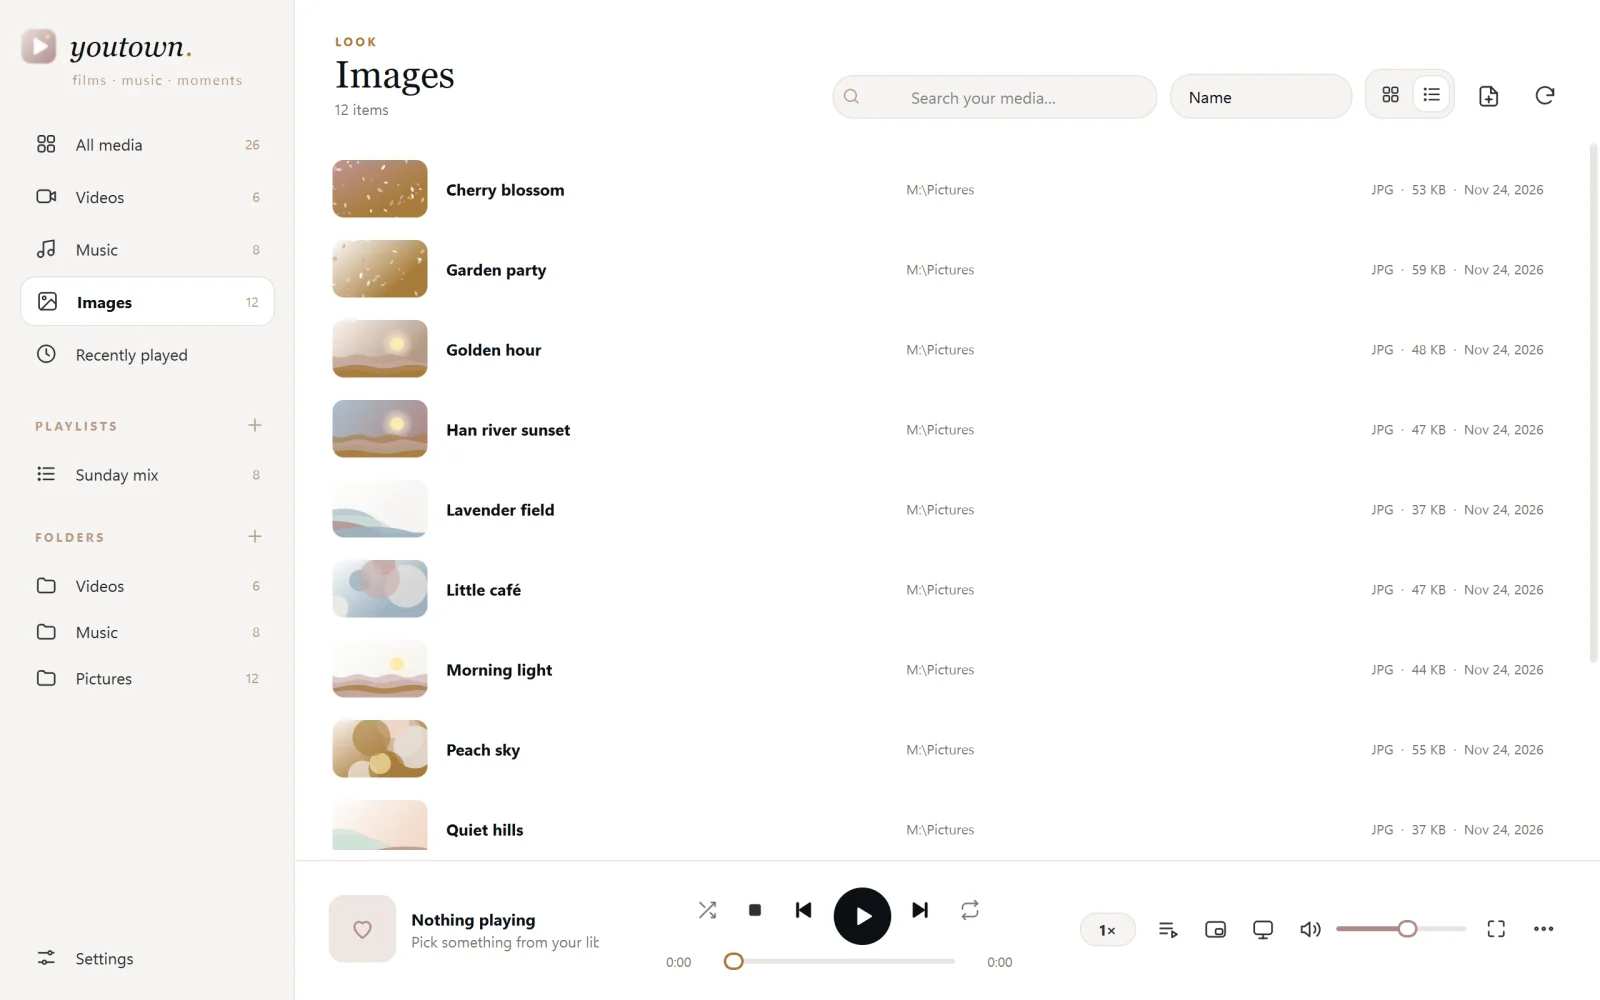 youtown.
films · music · moments
All media 26
Videos 6
Music 8
Images 12
Recently played
PLAYLISTS
Sunday mix 8
FOLDERS
Videos 6
Music 8
Pictures 12
Settings
LOOK
Images
12 items
Search your media...
Name
Cherry blossom M:\Pictures JPG · 53 KB · Nov 24, 2026
Garden party M:\Pictures JPG · 59 KB · Nov 24, 2026
Golden hour M:\Pictures JPG · 48 KB · Nov 24, 2026
Han river sunset M:\Pictures JPG · 47 KB · Nov 24, 2026
Lavender field M:\Pictures JPG · 37 KB · Nov 24, 2026
Little café M:\Pictures JPG · 47 KB · Nov 24, 2026
Morning light M:\Pictures JPG · 44 KB · Nov 24, 2026
Peach sky M:\Pictures JPG · 55 KB · Nov 24, 2026
Quiet hills M:\Pictures JPG · 37 KB · Nov 24, 2026
Nothing playing
Pick something from your lib
0:00 0:00
1×